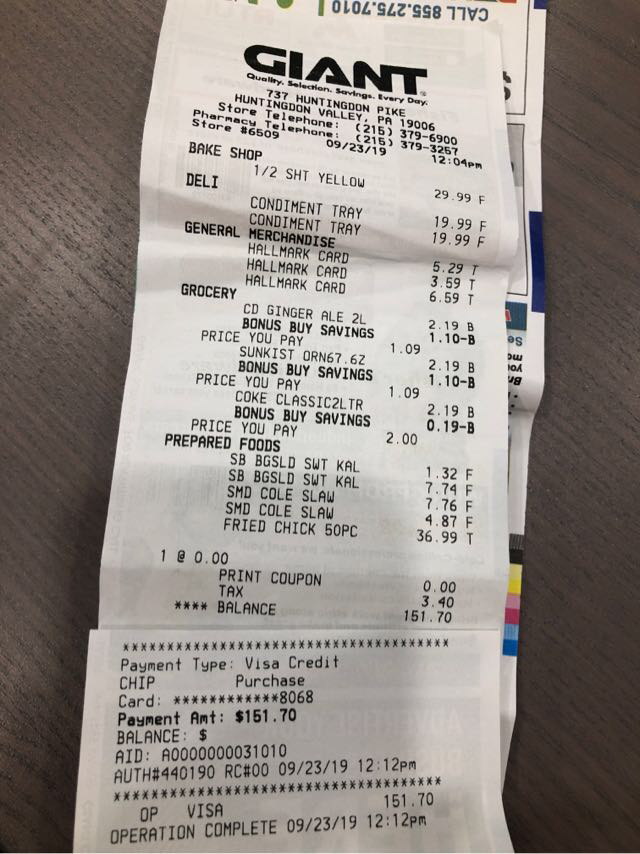 CALL 855.275.7010
GIANT
Quality. Selection. Savings. Every Day.
737 HUNTINGDON PIKE
HUNTINGDON VALLEY, PA 19006
Store Telephone: (215) 379-6900
Pharmacy Telephone: (215) 379-3257
Store #6509 09/23/19 12:04pm
BAKE SHOP
1/2 SHT YELLOW 29.99 F
DELI
CONDIMENT TRAY 19.99 F
CONDIMENT TRAY 19.99 F
GENERAL MERCHANDISE
HALLMARK CARD 5.29 T
HALLMARK CARD 3.59 T
HALLMARK CARD 6.59 T
GROCERY
CD GINGER ALE 2L 2.19 B
BONUS BUY SAVINGS 1.10-B
PRICE YOU PAY 1.09
SUNKIST ORN67.6Z 2.19 B
BONUS BUY SAVINGS 1.10-B
PRICE YOU PAY 1.09
COKE CLASSIC2LTR 2.19 B
BONUS BUY SAVINGS 0.19-B
PRICE YOU PAY 2.00
PREPARED FOODS
SB BGSLD SWT KAL 1.32 F
SB BGSLD SWT KAL 7.74 F
SMD COLE SLAW 7.76 F
SMD COLE SLAW 4.87 F
FRIED CHICK 50PC 36.99 T
1 @ 0.00
PRINT COUPON 0.00
TAX 3.40
**** BALANCE 151.70
************************************
Payment Type: Visa Credit
CHIP Purchase
Card: ************8068
Payment Amt: $151.70
BALANCE: $
AID: A0000000031010
AUTH#440190 RC#00 09/23/19 12:12pm
************************************
OP VISA 151.70
OPERATION COMPLETE 09/23/19 12:12pm